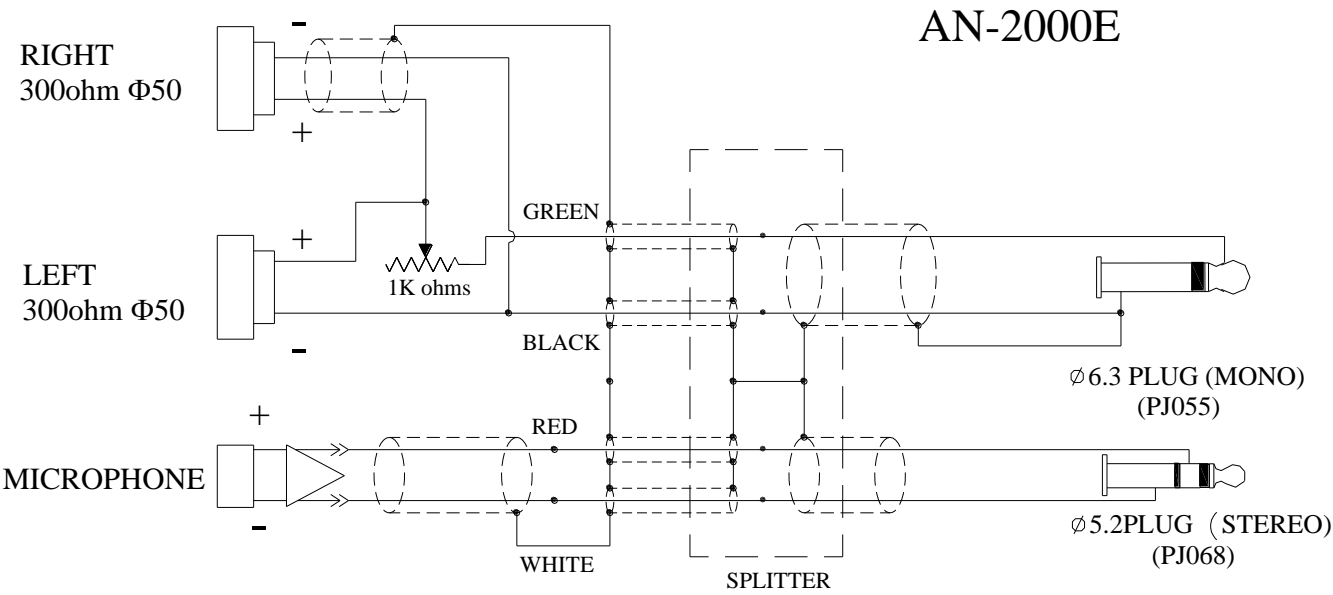 AN-2000E
RIGHT
300ohm Φ50
-
+
GREEN
+
LEFT
300ohm Φ50
1K ohms
-
BLACK
∅6.3 PLUG (MONO)
(PJ055)
+
RED
MICROPHONE
-
∅5.2PLUG (STEREO)
(PJ068)
WHITE
SPLITTER